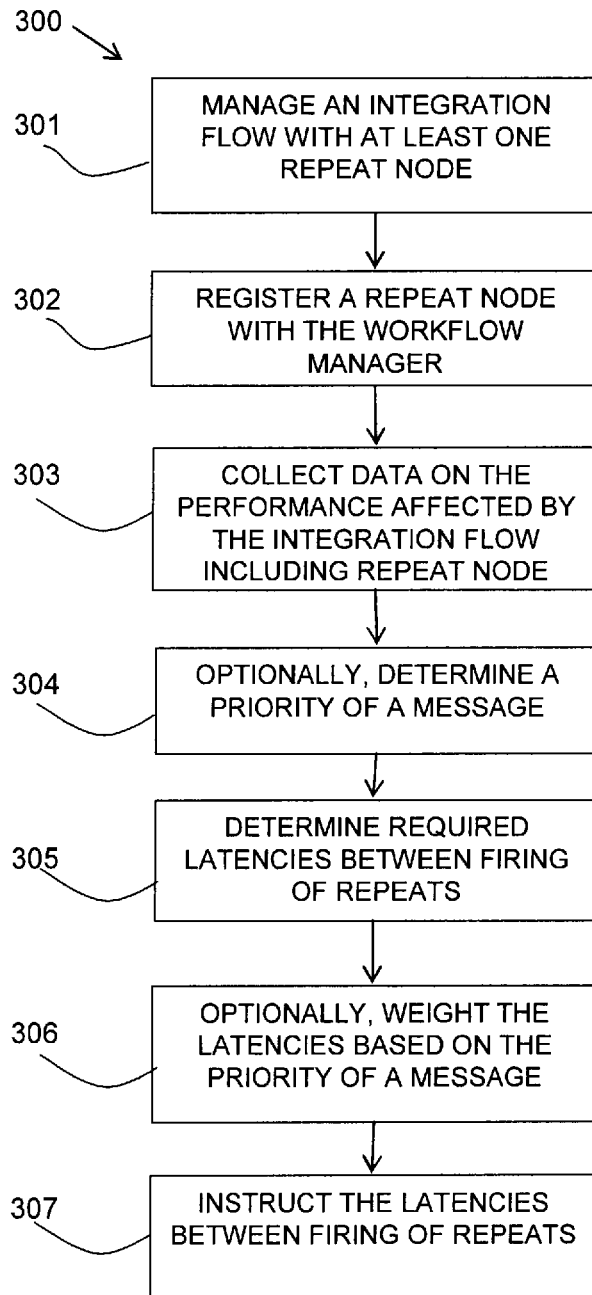 300
301
MANAGE AN INTEGRATION
FLOW WITH AT LEAST ONE
REPEAT NODE
302
REGISTER A REPEAT NODE
WITH THE WORKFLOW
MANAGER
303
COLLECT DATA ON THE
PERFORMANCE AFFECTED BY
THE INTEGRATION FLOW
INCLUDING REPEAT NODE
304
OPTIONALLY, DETERMINE A
PRIORITY OF A MESSAGE
305
DETERMINE REQUIRED
LATENCIES BETWEEN FIRING
OF REPEATS
306
OPTIONALLY, WEIGHT THE
LATENCIES BASED ON THE
PRIORITY OF A MESSAGE
307
INSTRUCT THE LATENCIES
BETWEEN FIRING OF REPEATS